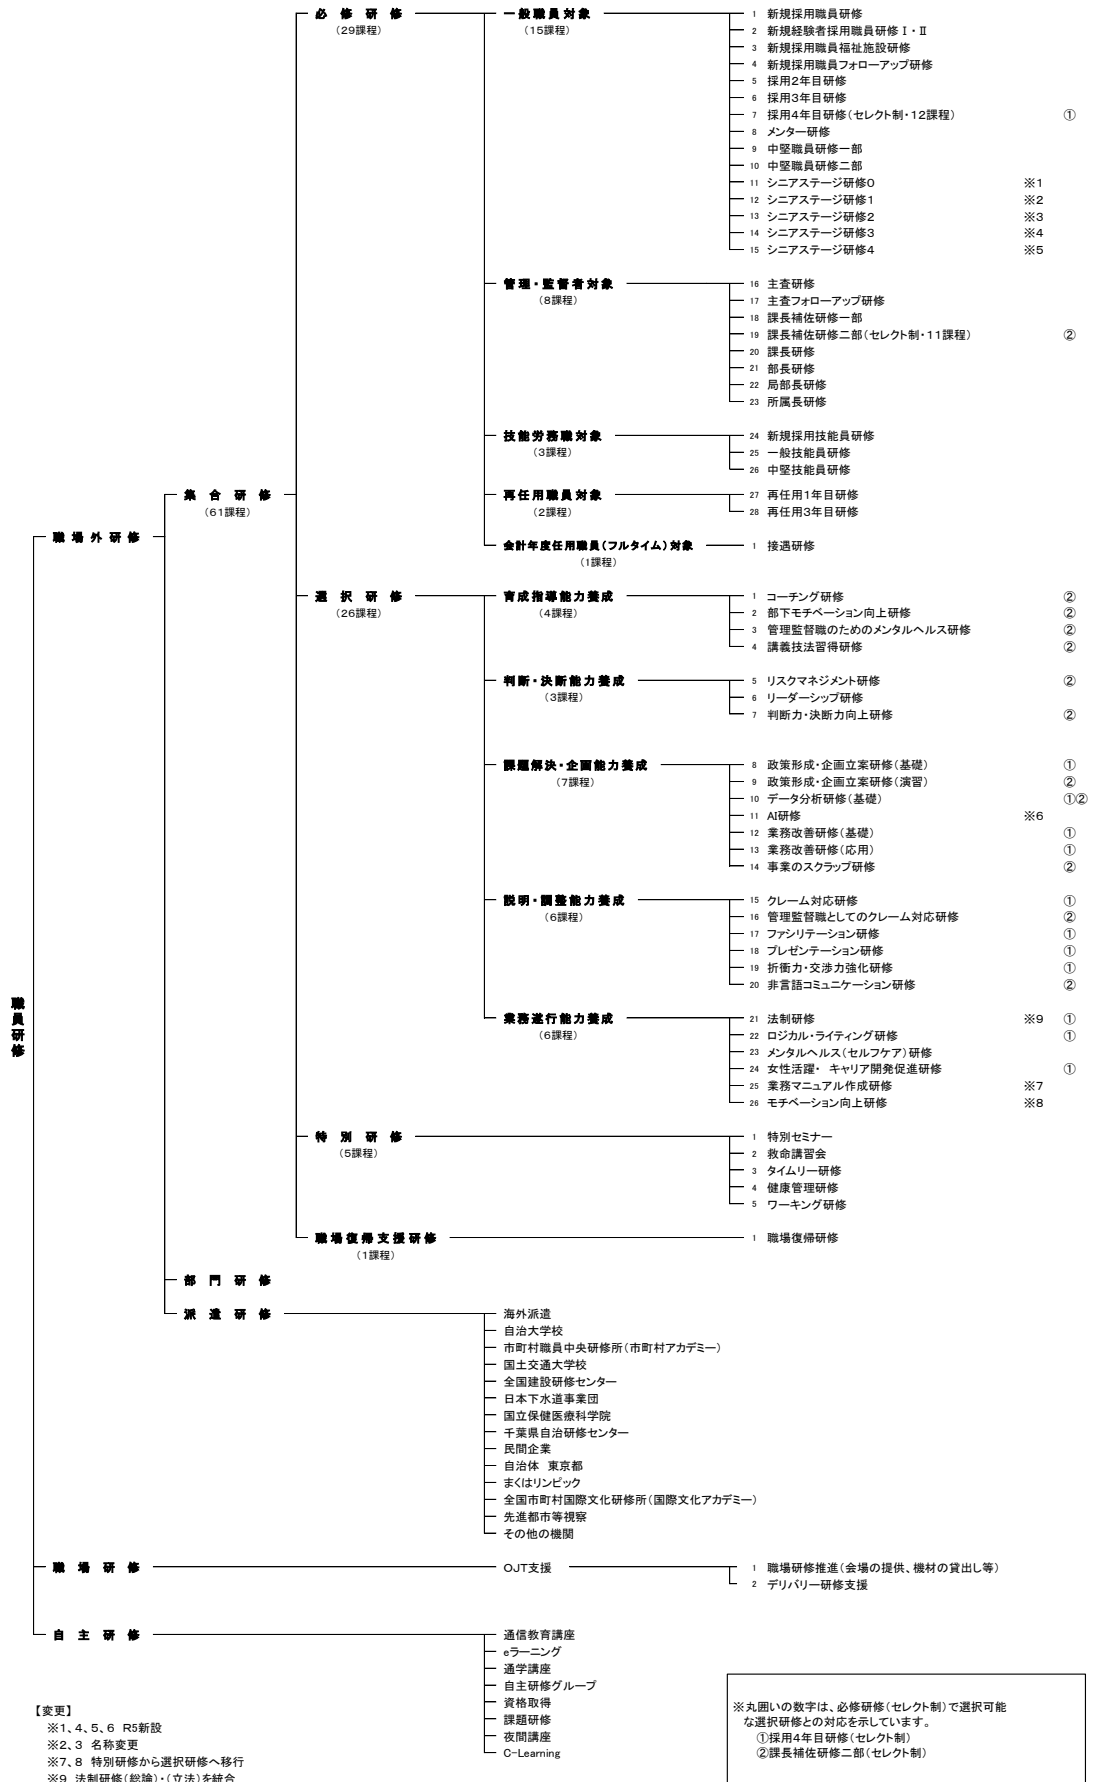 必 修 研 修
(29課程)
一般職員対象
(15課程)
1 新規採用職員研修
2 新規経験者採用職員研修Ⅰ・Ⅱ
3 新規採用職員福祉施設研修
4 新規採用職員フォローアップ研修
5 採用2年目研修
6 採用3年目研修
7 採用4年目研修(セレクト制・12課程) ①
8 メンター研修
9 中堅職員研修一部
10 中堅職員研修二部
11 シニアステージ研修0 ※1
12 シニアステージ研修1 ※2
13 シニアステージ研修2 ※3
14 シニアステージ研修3 ※4
15 シニアステージ研修4 ※5
管理・監督者対象
(8課程)
16 主査研修
17 主査フォローアップ研修
18 課長補佐研修一部
19 課長補佐研修二部(セレクト制・11課程) ②
20 課長研修
21 部長研修
22 局部長研修
23 所属長研修
技能労務職対象
(3課程)
24 新規採用技能員研修
25 一般技能員研修
26 中堅技能員研修
集 合 研 修
(61課程)
再任用職員対象
(2課程)
27 再任用1年目研修
28 再任用3年目研修
職場外研修
会計年度任用職員(フルタイム)対象
(1課程)
1 接遇研修
選 択 研 修
(26課程)
育成指導能力養成
(4課程)
1 コーチング研修 ②
2 部下モチベーション向上研修 ②
3 管理監督職のためのメンタルヘルス研修 ②
4 講義技法習得研修 ②
判断・決断能力養成
(3課程)
5 リスクマネジメント研修 ②
6 リーダーシップ研修
7 判断力・決断力向上研修 ②
課題解決・企画能力養成
(7課程)
8 政策形成・企画立案研修(基礎) ①
9 政策形成・企画立案研修(演習) ②
10 データ分析研修(基礎) ①②
11 AI研修 ※6
12 業務改善研修(基礎) ①
13 業務改善研修(応用) ①
14 事業のスクラップ研修 ②
説明・調整能力養成
(6課程)
15 クレーム対応研修 ①
16 管理監督職としてのクレーム対応研修 ②
17 ファシリテーション研修 ①
18 プレゼンテーション研修 ①
19 折衝力・交渉力強化研修 ①
20 非言語コミュニケーション研修 ②
職員研修
業務遂行能力養成
(6課程)
21 法制研修 ※9 ①
22 ロジカル・ライティング研修 ①
23 メンタルヘルス(セルフケア)研修
24 女性活躍・ キャリア開発促進研修 ①
25 業務マニュアル作成研修 ※7
26 モチベーション向上研修 ※8
特 別 研 修
(5課程)
1 特別セミナー
2 救命講習会
3 タイムリー研修
4 健康管理研修
5 ワーキング研修
職場復帰支援研修
(1課程)
1 職場復帰研修
部 門 研 修
派 遣 研 修
海外派遣
自治大学校
市町村職員中央研修所(市町村アカデミー)
国土交通大学校
全国建設研修センター
日本下水道事業団
国立保健医療科学院
千葉県自治研修センター
民間企業
自治体 東京都
まくはリンピック
全国市町村国際文化研修所(国際文化アカデミー)
先進都市等視察
その他の機関
職 場 研 修
OJT支援
1 職場研修推進(会場の提供、機材の貸出し等)
2 デリバリー研修支援
自 主 研 修
通信教育講座
eラーニング
通学講座
自主研修グループ
資格取得
課題研修
夜間講座
C-Learning
【変更】
※1、4、5、6 R5新設
※2、3 名称変更
※7、8 特別研修から選択研修へ移行
※9 法制研修(総論)・(立法)を統合
※丸囲いの数字は、必修研修(セレクト制)で選択可能
な選択研修との対応を示しています。
①採用4年目研修(セレクト制)
②課長補佐研修二部(セレクト制)